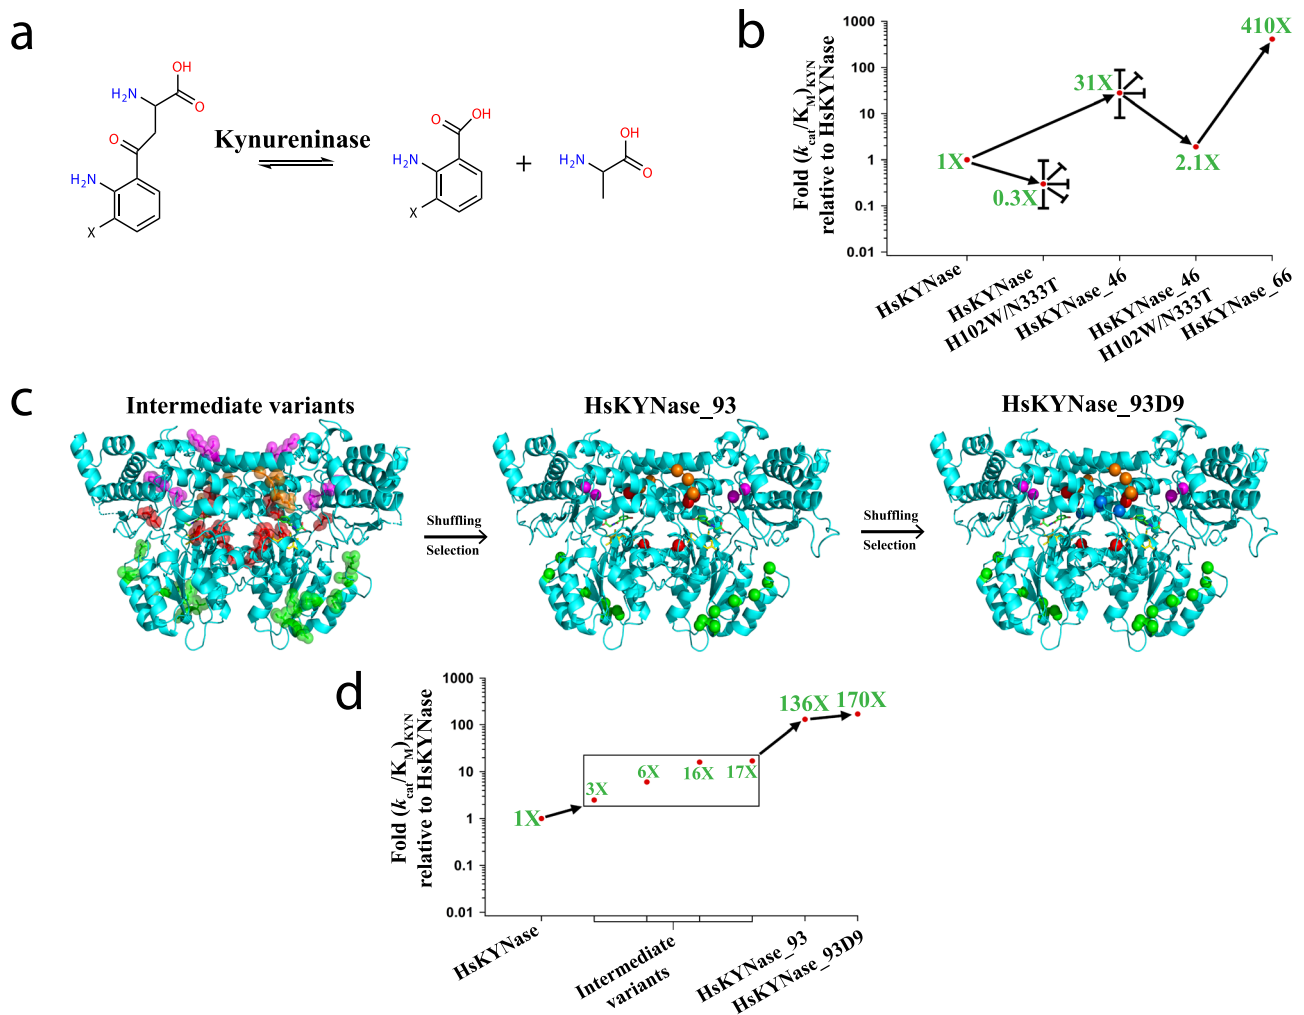 a
OH
H₂N
O
O
H₂N
X
Kynureninase
O
OH
H₂N
X
+
OH
H₂N
O
b
Fold (kcat/KM)KYN
relative to HsKYNase
1000
100
10
1
0.1
0.01
1X
0.3X
31X
2.1X
410X
HsKYNase
HsKYNase
H102W/N333T
HsKYNase_46
HsKYNase_46
H102W/N333T
HsKYNase_66
c
Intermediate variants
Shuffling
Selection
HsKYNase_93
Shuffling
Selection
HsKYNase_93D9
d
Fold (kcat/KM)KYN
relative to HsKYNase
1000
100
10
1
0.1
0.01
1X
3X
6X
16X
17X
136X
170X
HsKYNase
Intermediate
variants
HsKYNase_93
HsKYNase_93D9